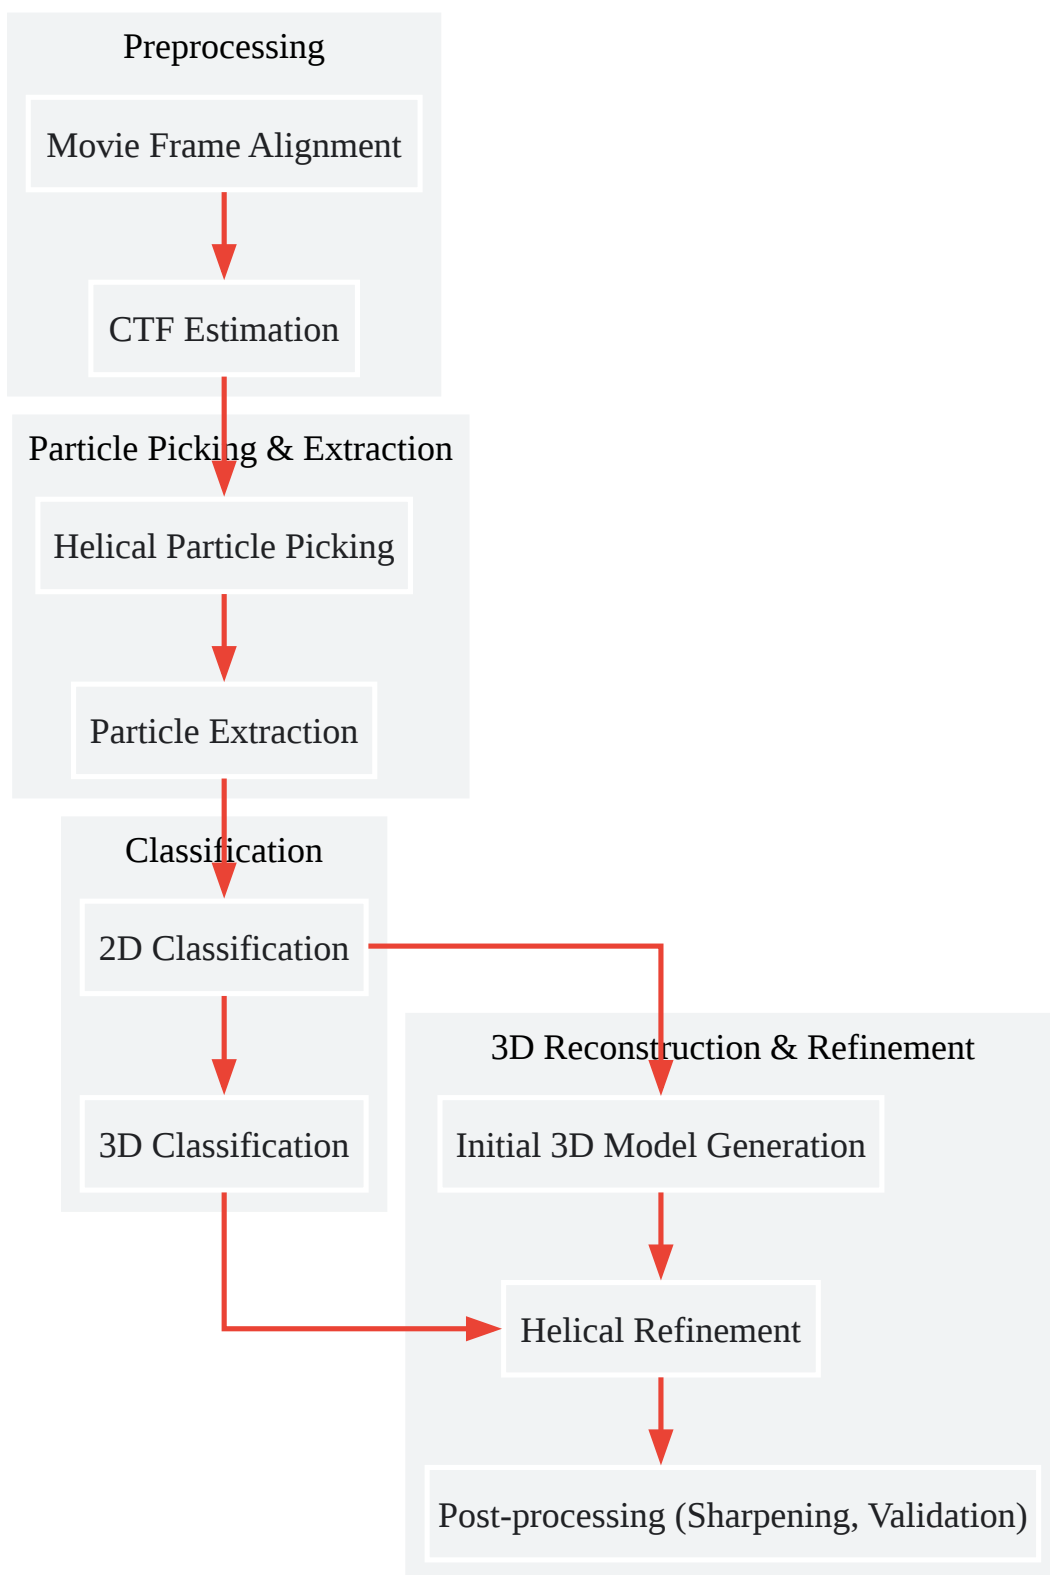 Preprocessing
Movie Frame Alignment
CTF Estimation
Particle Picking & Extraction
Helical Particle Picking
Particle Extraction
Classification
2D Classification
3D Classification
3D Reconstruction & Refinement
Initial 3D Model Generation
Helical Refinement
Post-processing (Sharpening, Validation)